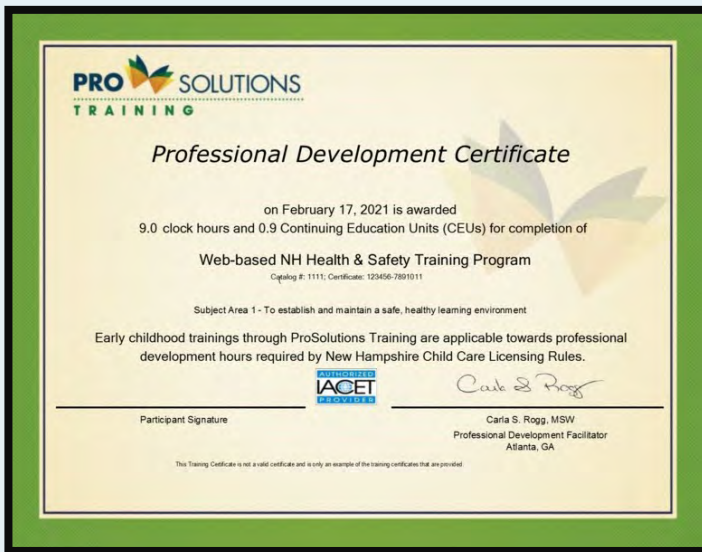 PRO SOLUTIONS
TRAINING
Professional Development Certificate
on February 17, 2021 is awarded
9.0 clock hours and 0.9 Continuing Education Units (CEUs) for completion of
Web-based NH Health & Safety Training Program
Catalog #: 1111; Certificate: 123456-7891011
Subject Area 1 - To establish and maintain a safe, healthy learning environment
Early childhood trainings through ProSolutions Training are applicable towards professional
development hours required by New Hampshire Child Care Licensing Rules.
AUTHORIZED
IACET
PROVIDER
Carla S Rogg
Participant Signature
Carla S. Rogg, MSW
Professional Development Facilitator
Atlanta, GA
This Training Certificate is not a valid certificate and is only an example of the training certificates that are provided.